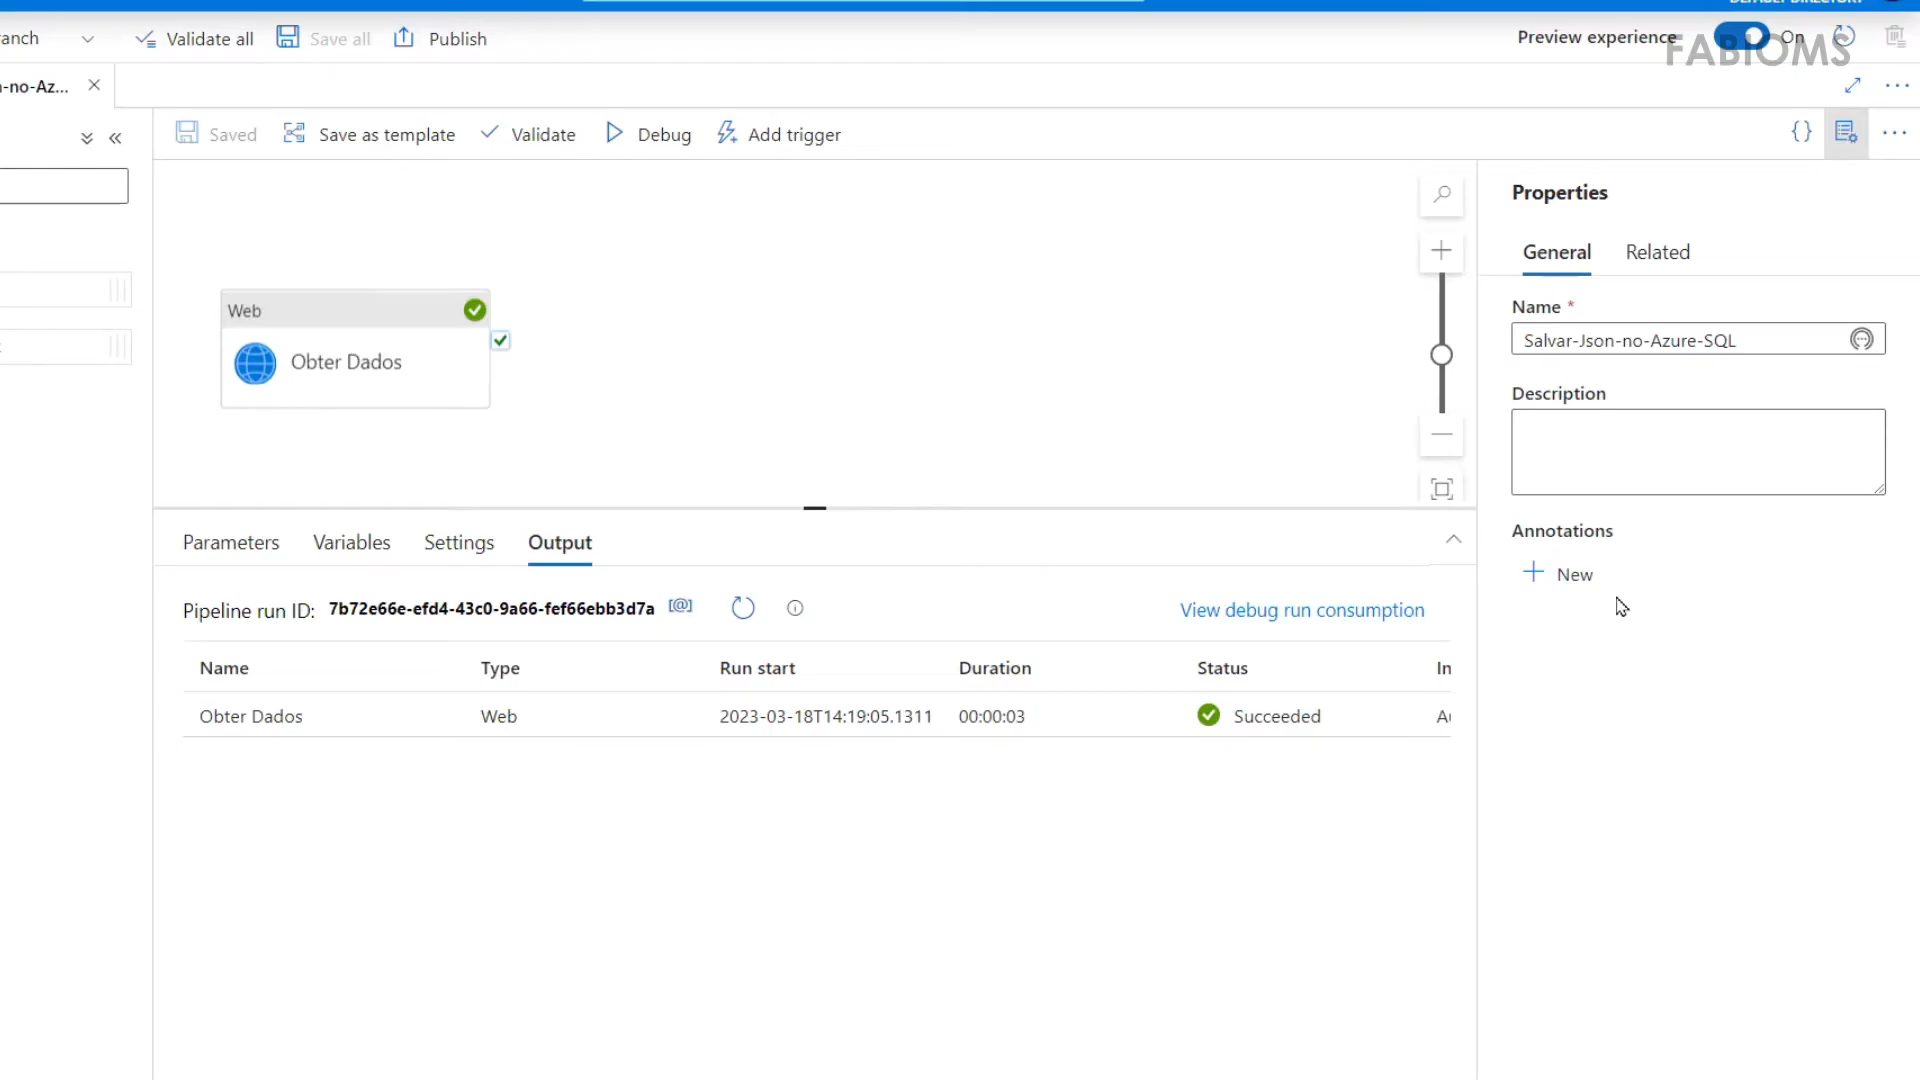 anch
Validate all
Save all
Publish
Preview experience
On
FABIOMS
-no-Az...
Saved
Save as template
Validate
Debug
Add trigger
Properties
General
Related
Web
Obter Dados
Name *
Salvar-Json-no-Azure-SQL
Description
Annotations
New
Parameters
Variables
Settings
Output
Pipeline run ID: 7b72e66e-efd4-43c0-9a66-fef66ebb3d7a
View debug run consumption
Name Type Run start Duration Status In
Obter Dados Web 2023-03-18T14:19:05.1311 00:00:03 Succeeded